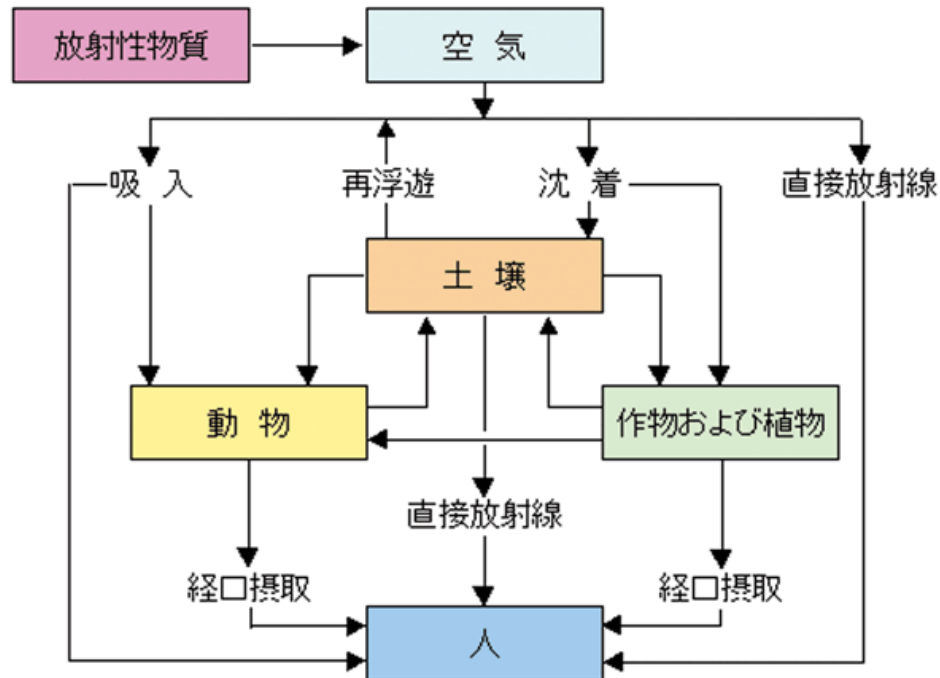 放射性物質
空気
吸入
再浮遊
沈着
直接放射線
土壌
動物
作物および植物
直接放射線
経口摂取
経口摂取
人